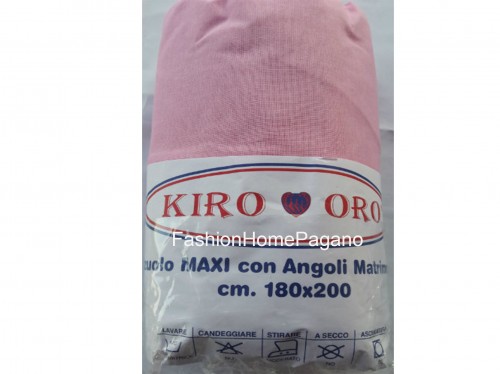 KIRO ORO
FashionHomePagano
MAXI con Angoli
cm. 180x200
LAVARE CANDEGGIARE STIRARE A SECCO